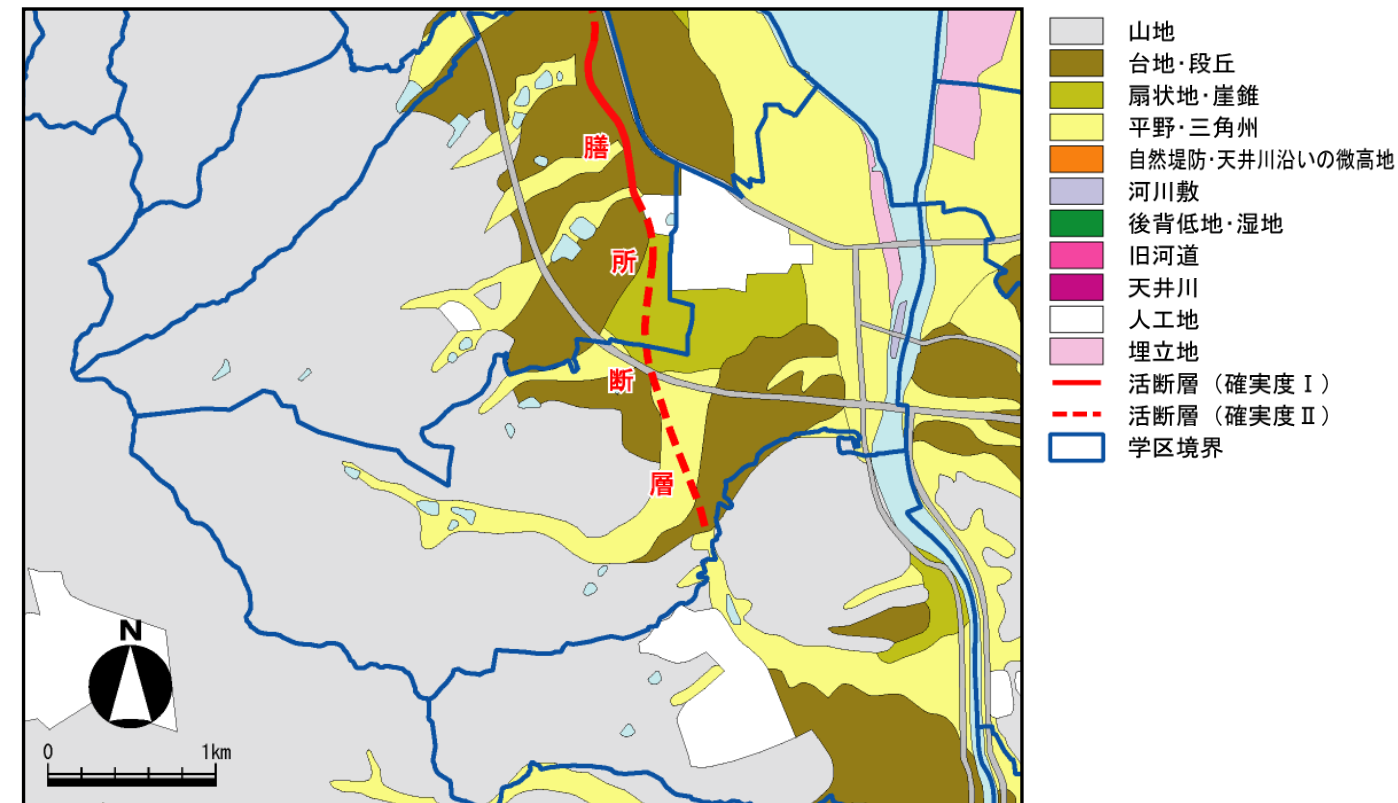 膳
所
断
層
N
0 1km
山地
台地・段丘
扇状地・崖錐
平野・三角州
自然堤防・天井川沿いの微高地
河川敷
後背低地・湿地
旧河道
天井川
人工地
埋立地
活断層（確実度Ⅰ）
活断層（確実度Ⅱ）
学区境界